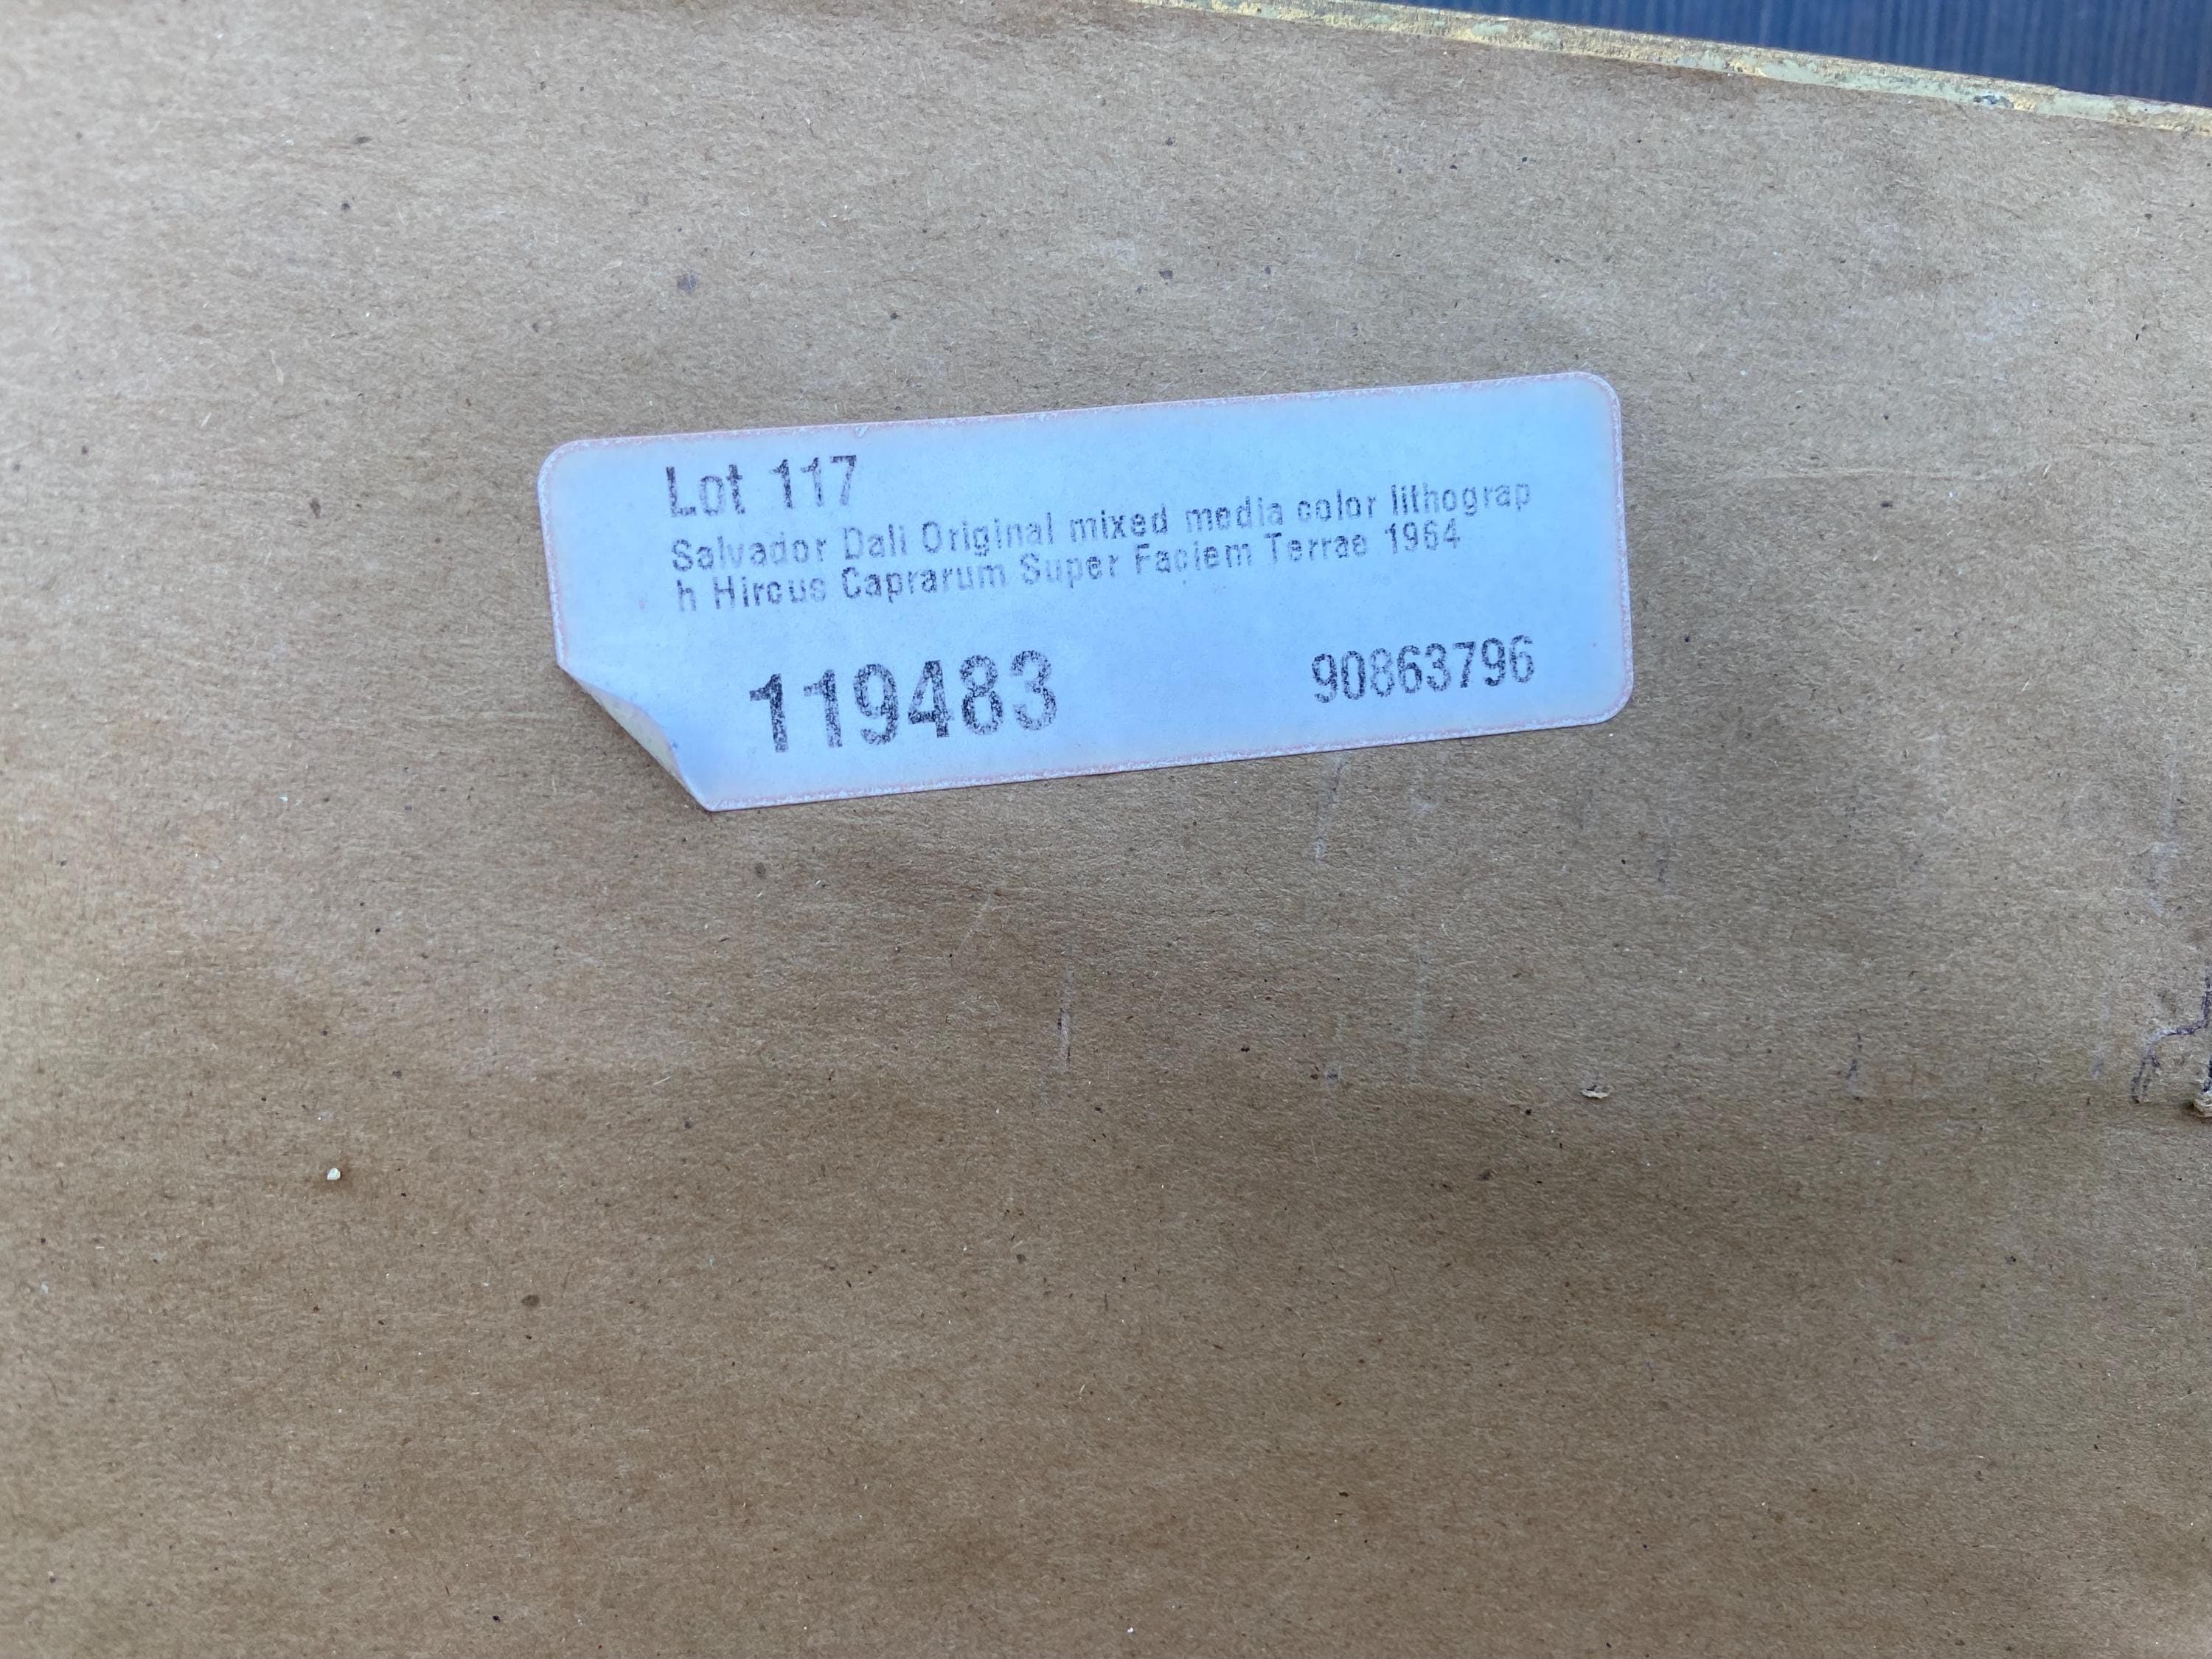 Lot 117
Salvador Dali Original mixed media color lithograp
h Hircus Caprarum Super Faciem Terrae 1964
119483 90863796